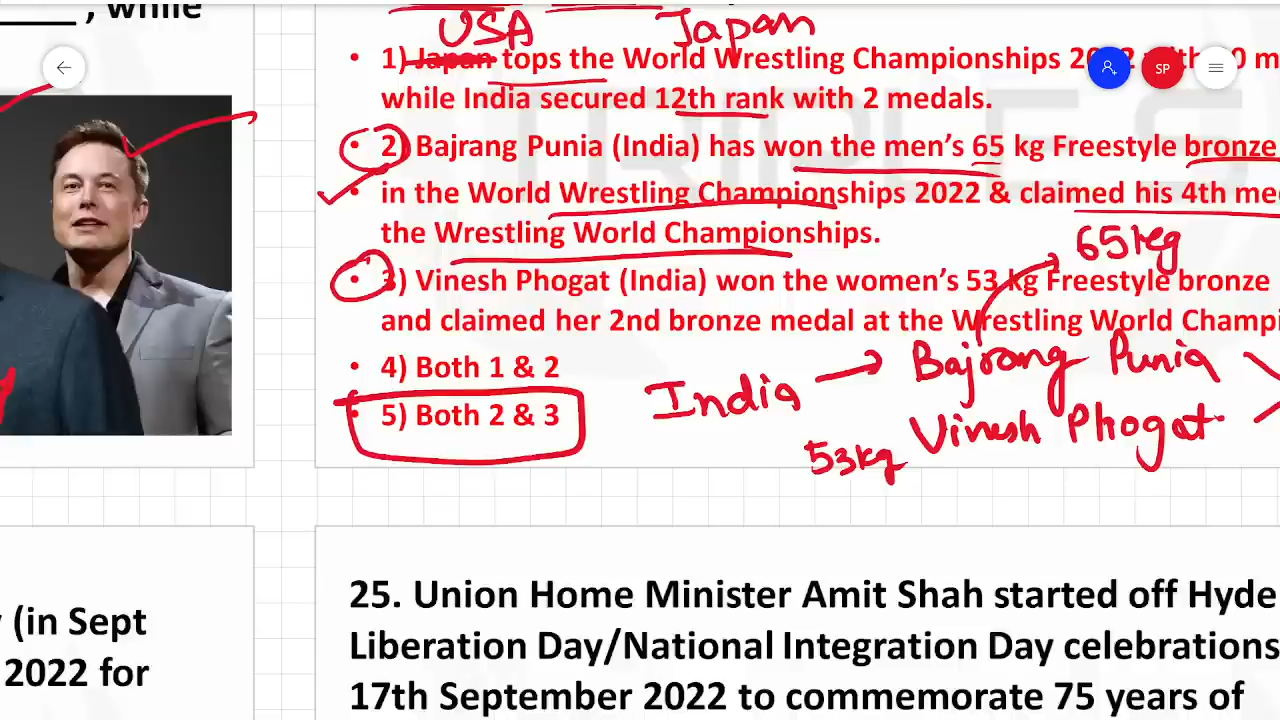 , while
USA Japan
SP
• 1) Japan tops the World Wrestling Championships 2022 with
while India secured 12th rank with 2 medals.
• 2) Bajrang Punia (India) has won the men's 65 kg Freestyle bronze
in the World Wrestling Championships 2022 & claimed his 4th me
the Wrestling World Championships.
65kg
• 3) Vinesh Phogat (India) won the women's 53 kg Freestyle bronze
and claimed her 2nd bronze medal at the Wrestling World Champi
• 4) Both 1 & 2
India → Bajrang Punia
• 5) Both 2 & 3
53kg Vinesh Phogat
(in Sept
2022 for
25. Union Home Minister Amit Shah started off Hyde
Liberation Day/National Integration Day celebrations
17th September 2022 to commemorate 75 years of